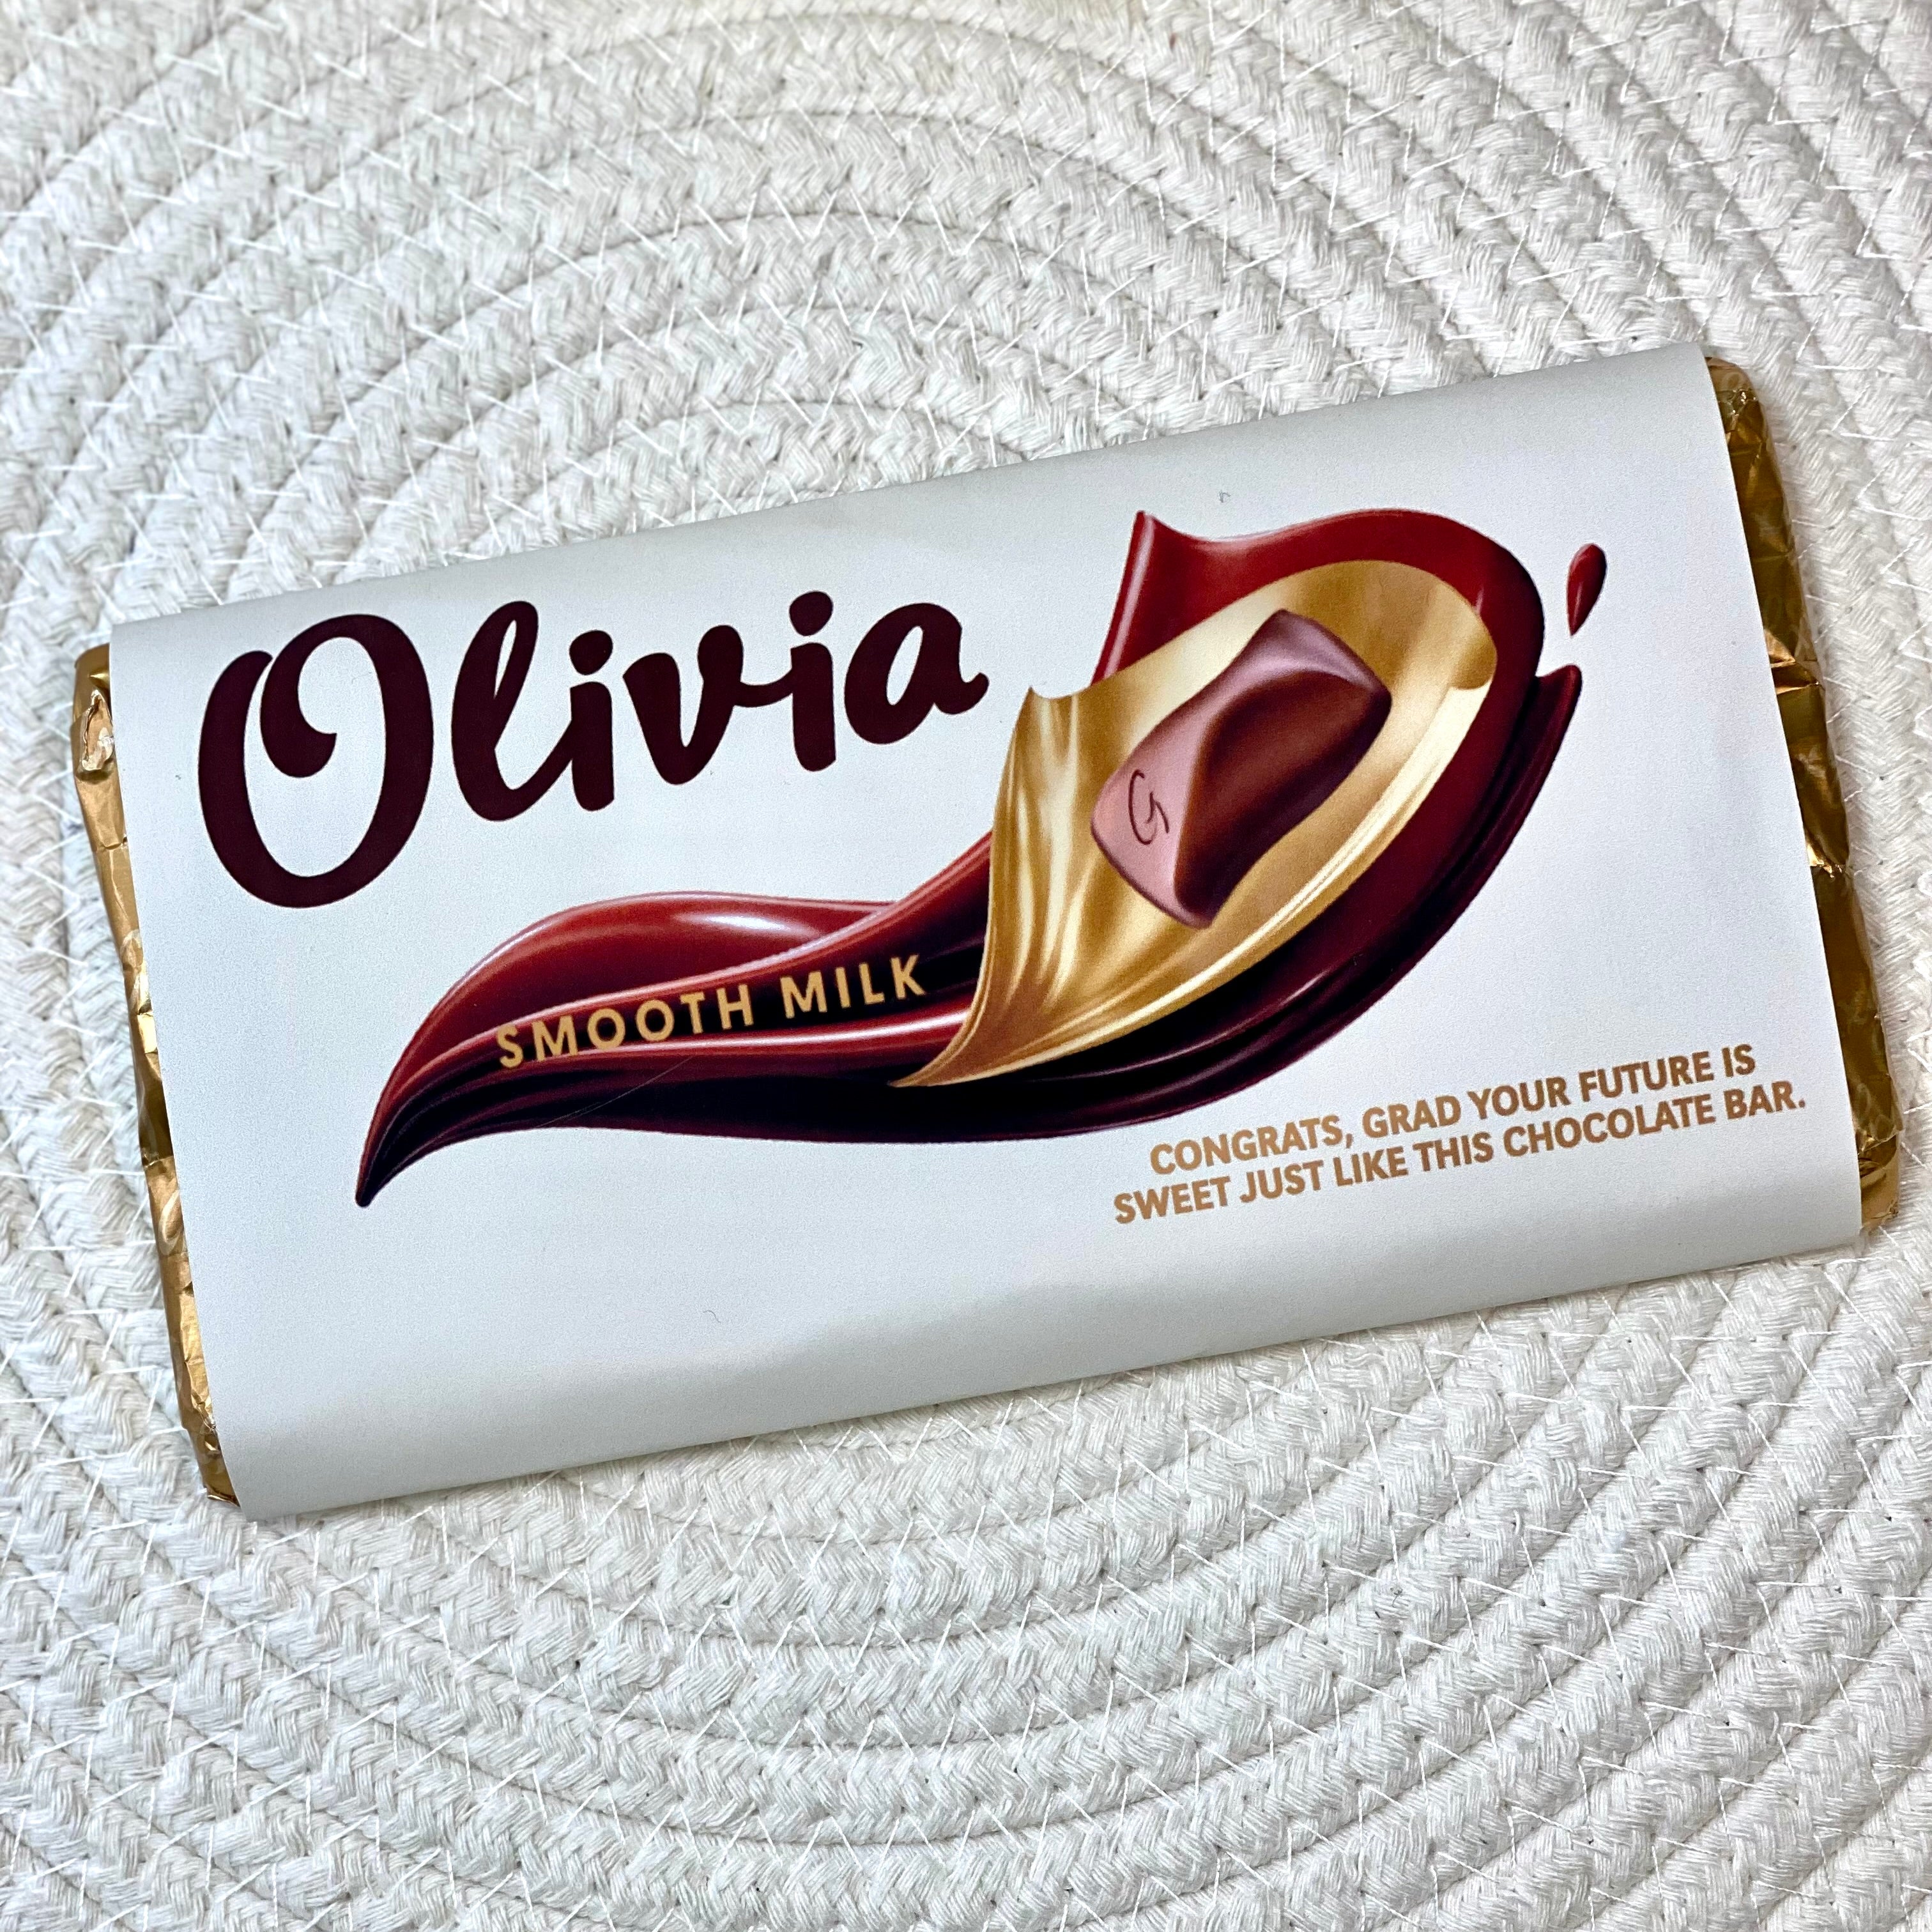 Olivia
SMOOTH MILK
G
CONGRATS, GRAD YOUR FUTURE IS
SWEET JUST LIKE THIS CHOCOLATE BAR.